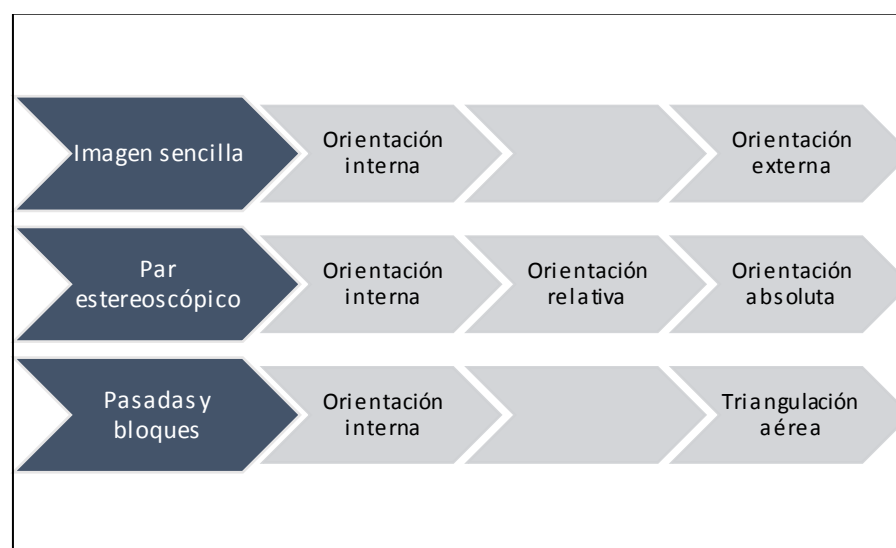 Imagen sencilla
Orientación
interna
Orientación
externa
Par
estereoscópico
Orientación
interna
Orientación
relativa
Orientación
absoluta
Pasadas y
bloques
Orientación
interna
Triangulación
aérea